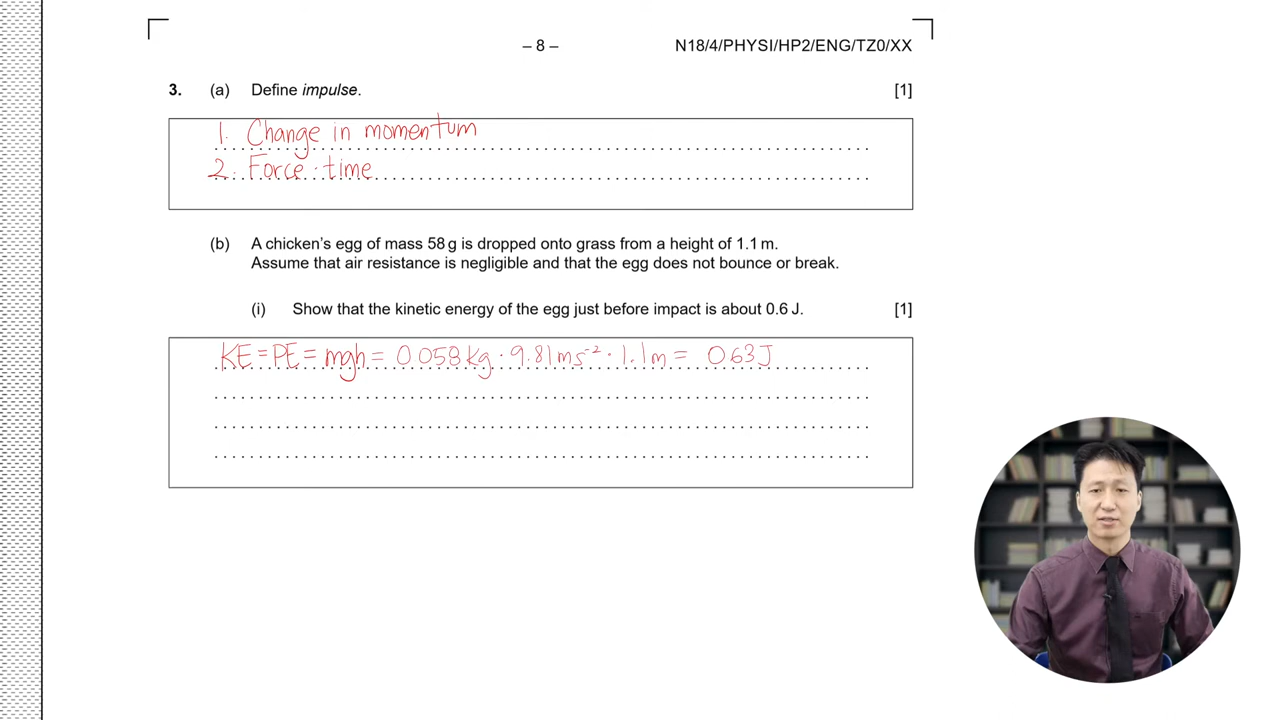 – 8 –
N18/4/PHYSI/HP2/ENG/TZ0/XX
3. (a) Define impulse. [1]
1. Change in momentum
2. Force · time
(b) A chicken’s egg of mass 58 g is dropped onto grass from a height of 1.1 m.
Assume that air resistance is negligible and that the egg does not bounce or break.
(i) Show that the kinetic energy of the egg just before impact is about 0.6 J. [1]
KE = PE = mgh = 0.058 kg · 9.81 ms⁻² · 1.1 m = 0.63 J